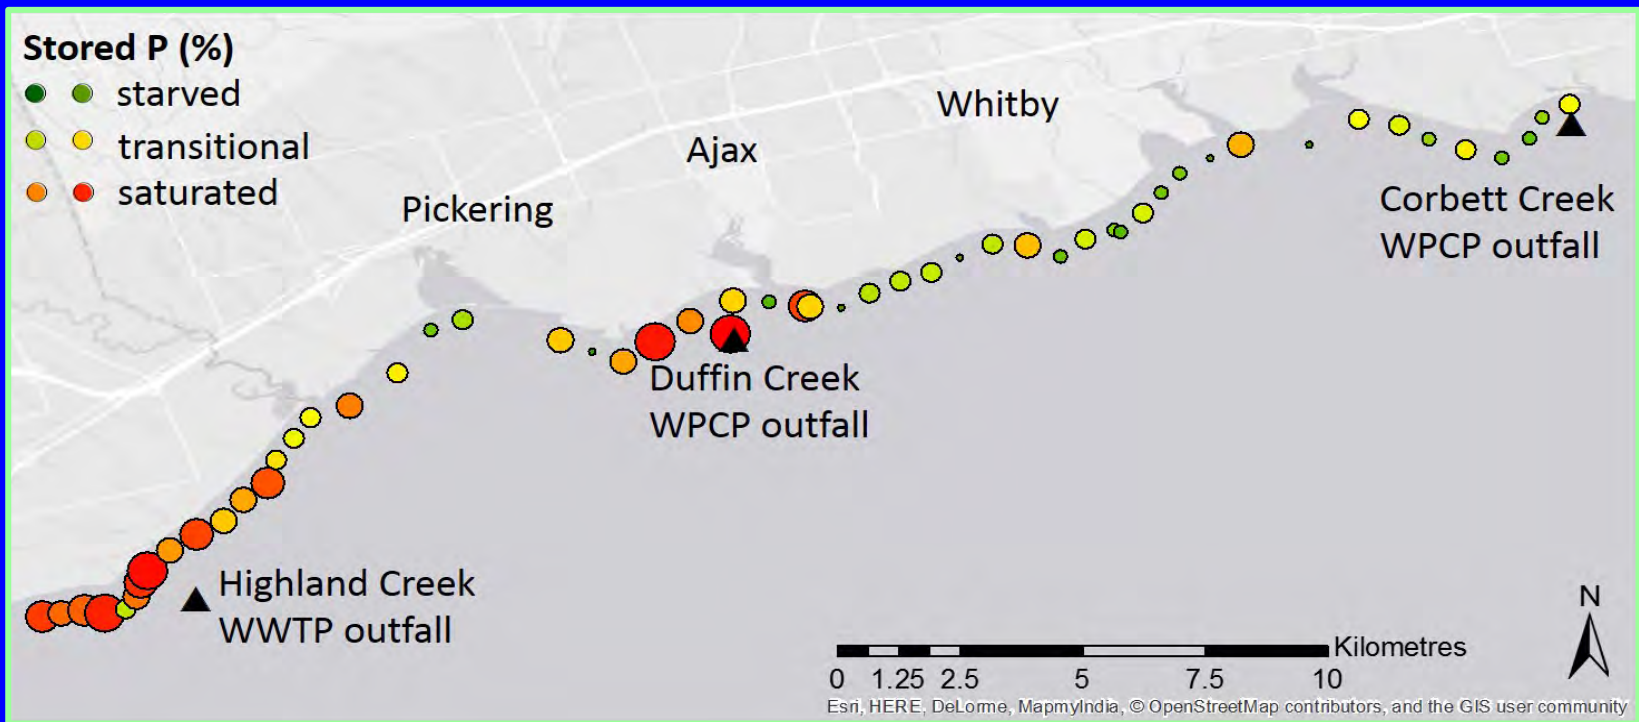 Stored P (%)
starved
transitional
saturated
Whitby
Ajax
Pickering
Corbett Creek
WPCP outfall
Duffin Creek
WPCP outfall
Highland Creek
WWTP outfall
N
Kilometres
0 1.25 2.5 5 7.5 10
Esri, HERE, DeLorme, MapmyIndia, © OpenStreetMap contributors, and the GIS user community